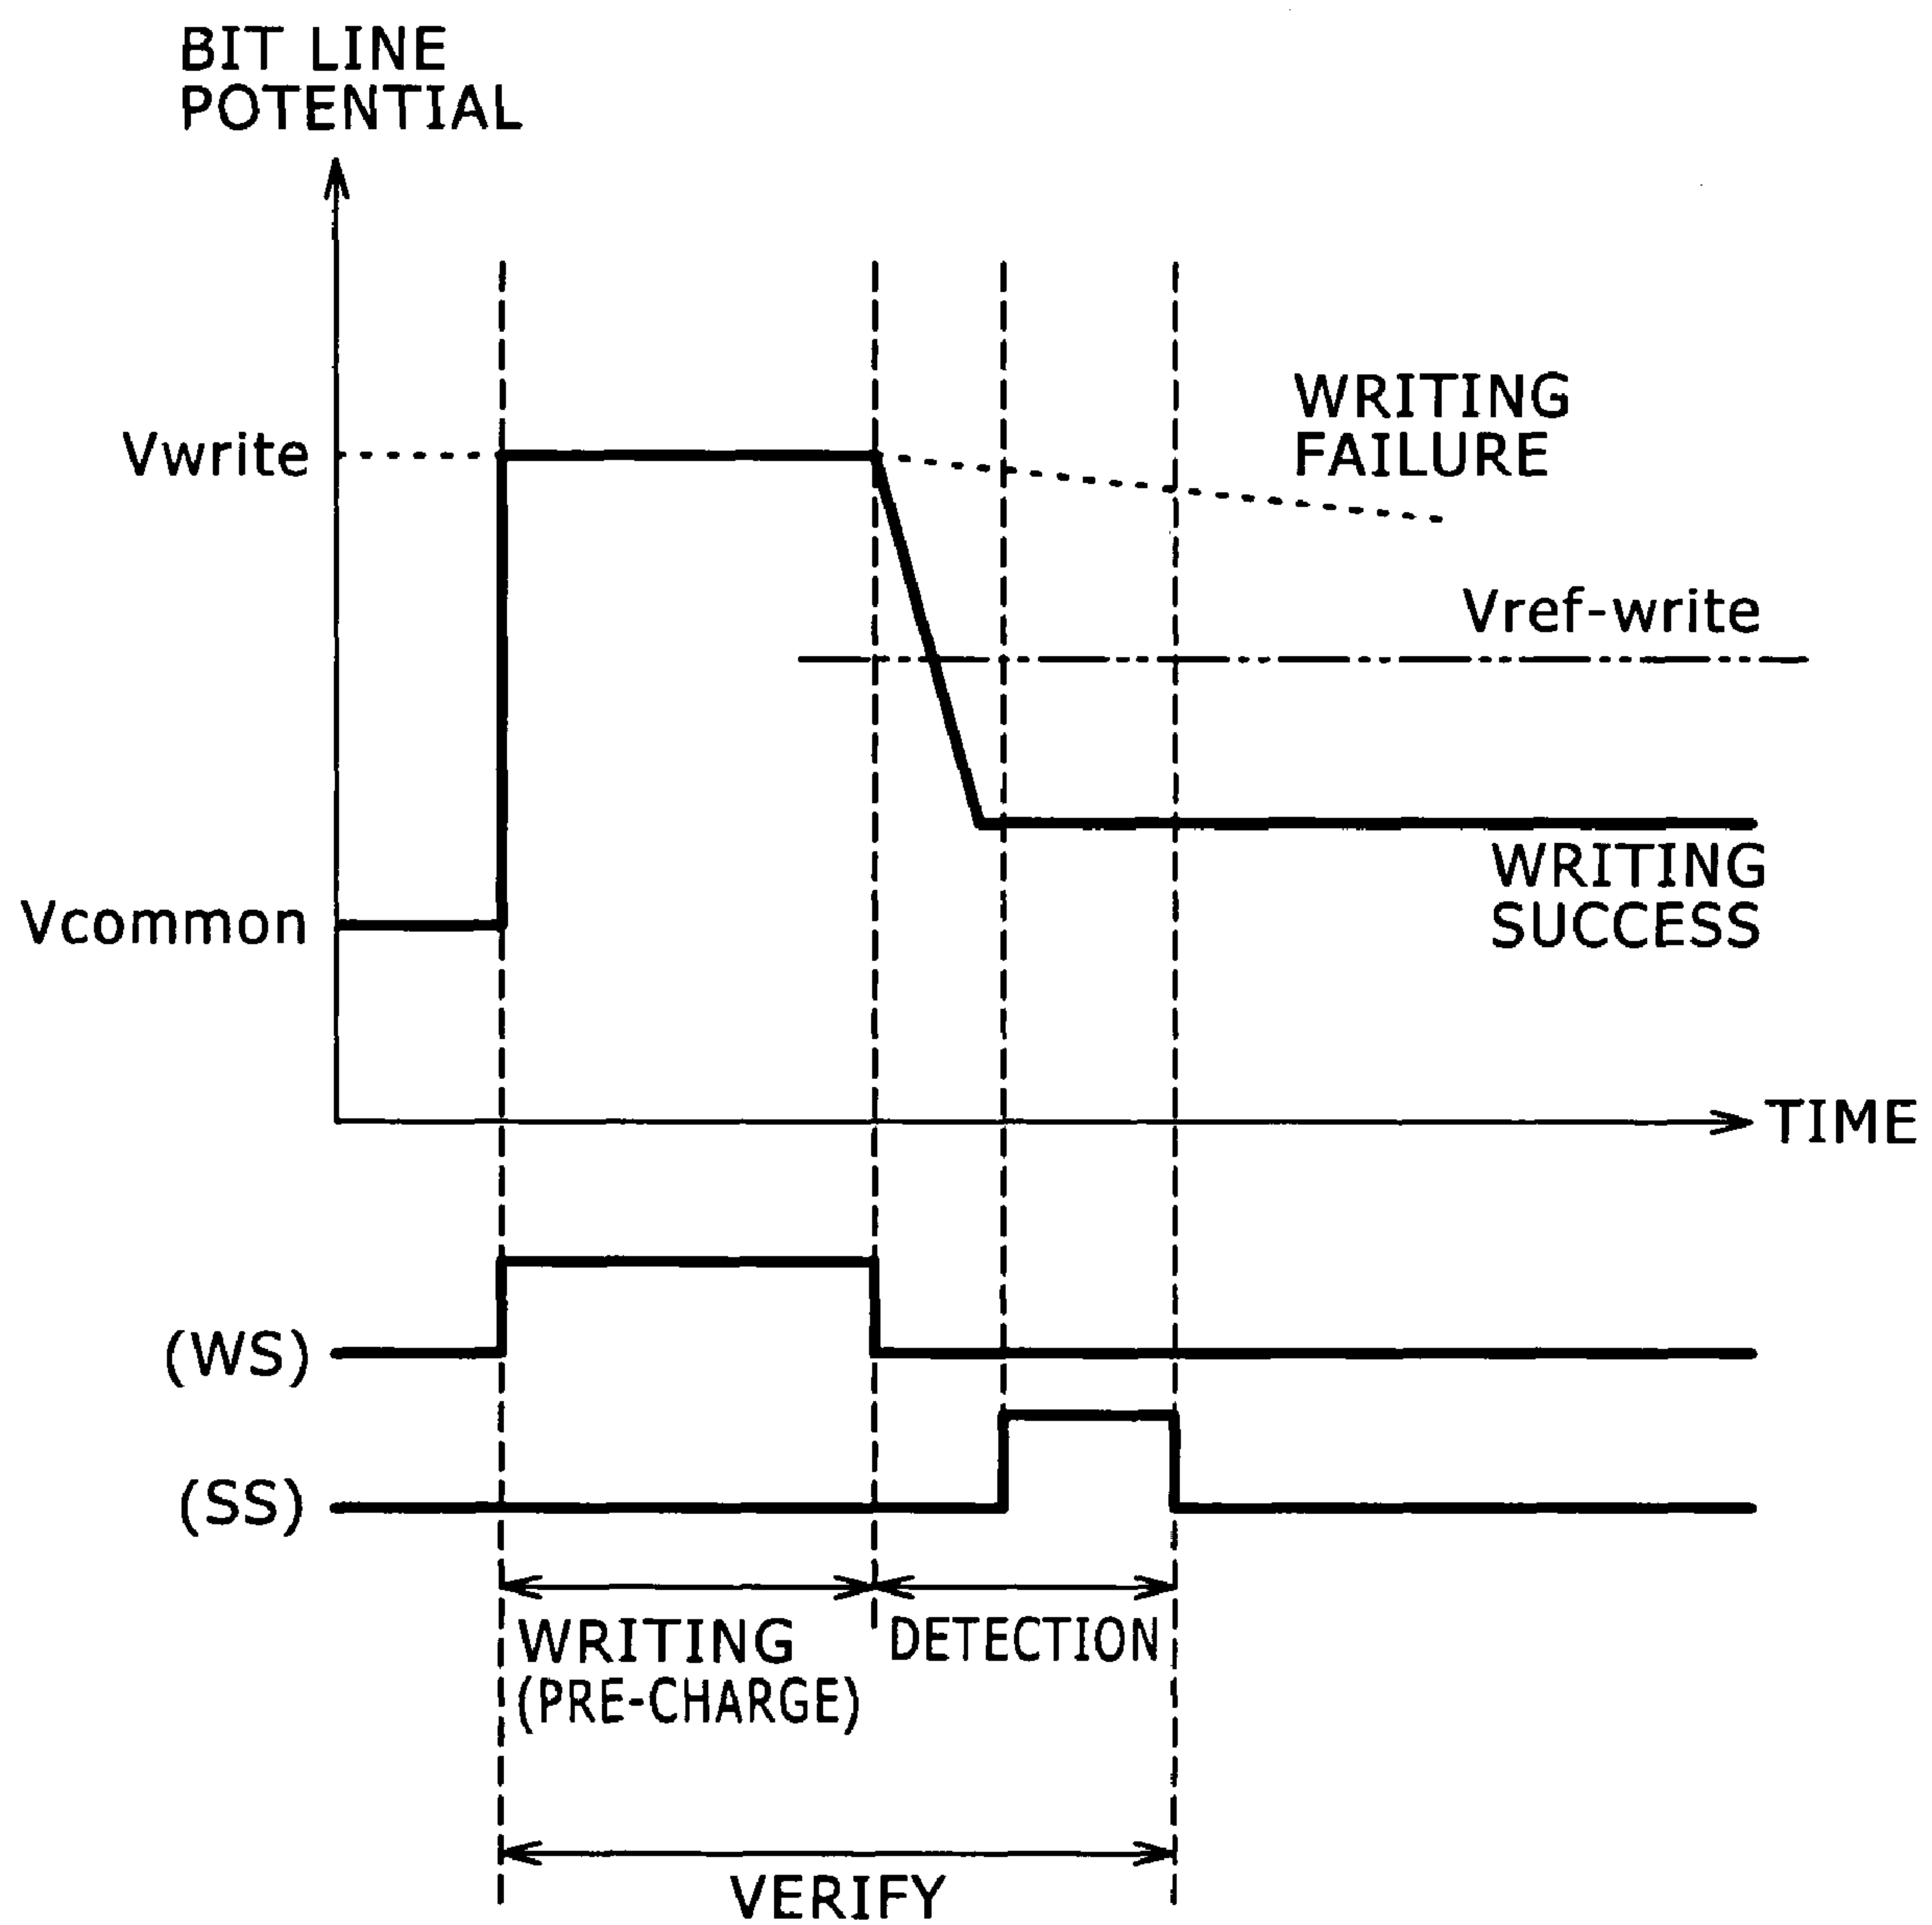 BIT LINE
POTENTIAL
WRITING
FAILURE
Vwrite
Vref-write
WRITING
SUCCESS
Vcommon
TIME
(WS)
(SS)
WRITING
(PRE-CHARGE)
DETECTION
VERIFY